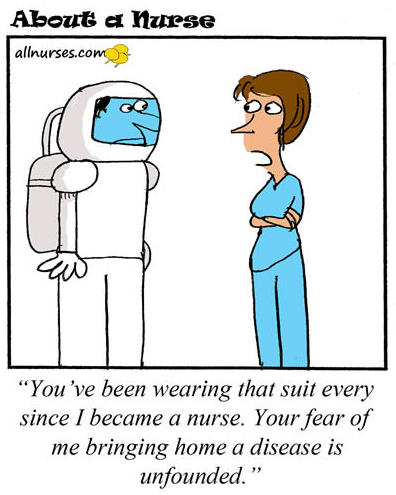 About a Nurse
allnurses.com
“You’ve been wearing that suit every
since I became a nurse. Your fear of
me bringing home a disease is
unfounded.”